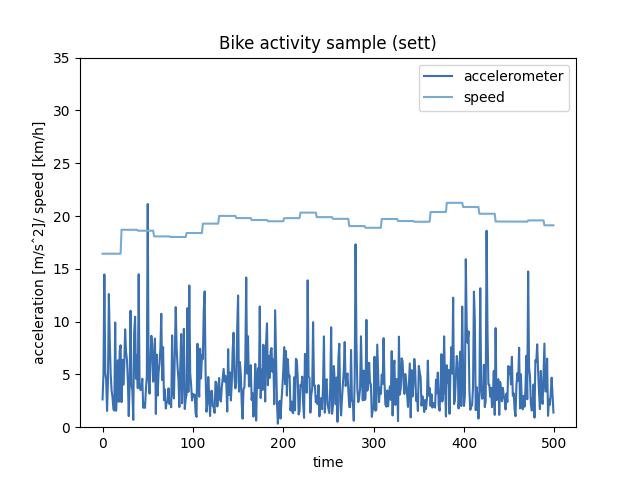 Bike activity sample (sett)
accelerometer
speed
acceleration [m/s^2]/ speed [km/h]
35
30
25
20
15
10
5
0
0 100 200 300 400 500
time